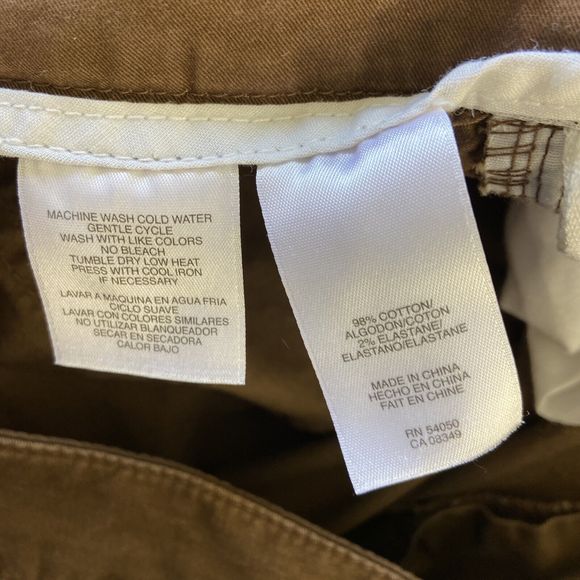 MACHINE WASH COLD WATER
GENTLE CYCLE
WASH WITH LIKE COLORS
NO BLEACH
TUMBLE DRY LOW HEAT
PRESS WITH COOL IRON
IF NECESSARY
LAVAR A MAQUINA EN AGUA FRIA
CICLO SUAVE
LAVAR CON COLORES SIMILARES
NO UTILIZAR BLANQUEADOR
SECAR EN SECADORA
CALOR BAJO
98% COTTON/
ALGODON/COTON
2% ELASTANE/
ELASTANO/ELASTANE
MADE IN CHINA
HECHO EN CHINA
FAIT EN CHINE
RN 54050
CA 08349